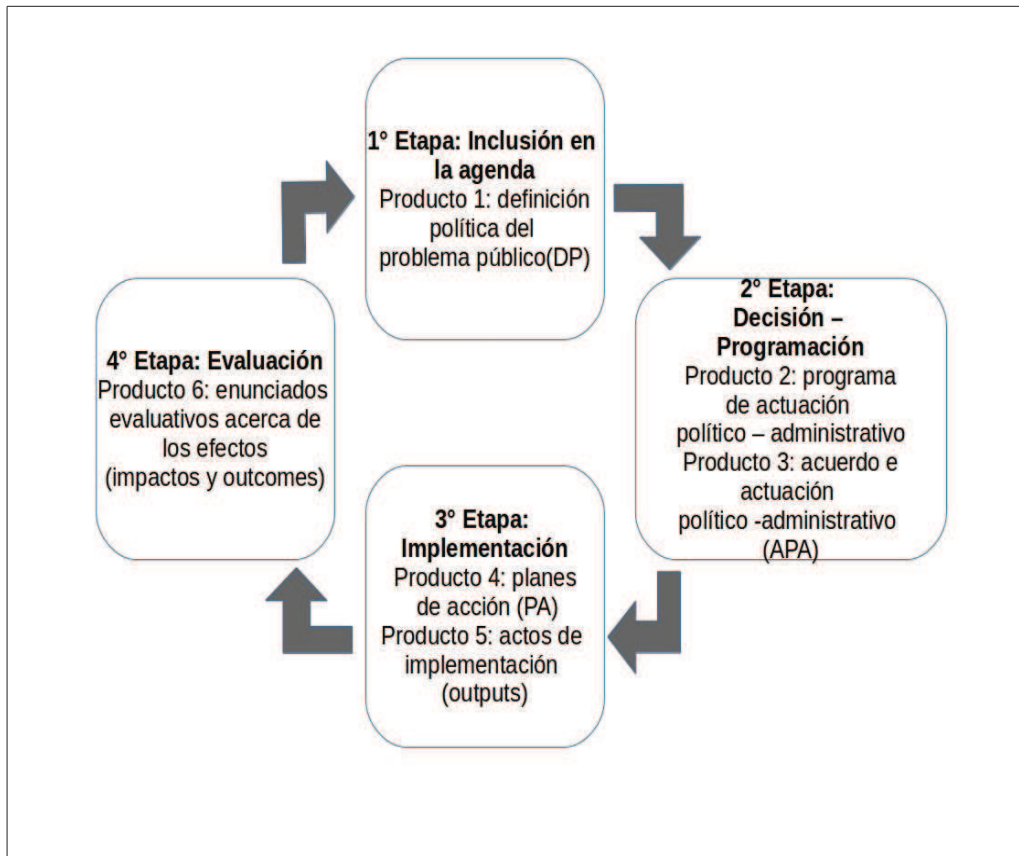 1° Etapa: Inclusión en
la agenda
Producto 1: definición
política del
problema público(DP)
2° Etapa:
Decisión –
Programación
Producto 2: programa
de actuación
político – administrativo
Producto 3: acuerdo e
actuación
político -administrativo
(APA)
3° Etapa:
Implementación
Producto 4: planes
de acción (PA)
Producto 5: actos de
implementación
(outputs)
4° Etapa: Evaluación
Producto 6: enunciados
evaluativos acerca de
los efectos
(impactos y outcomes)